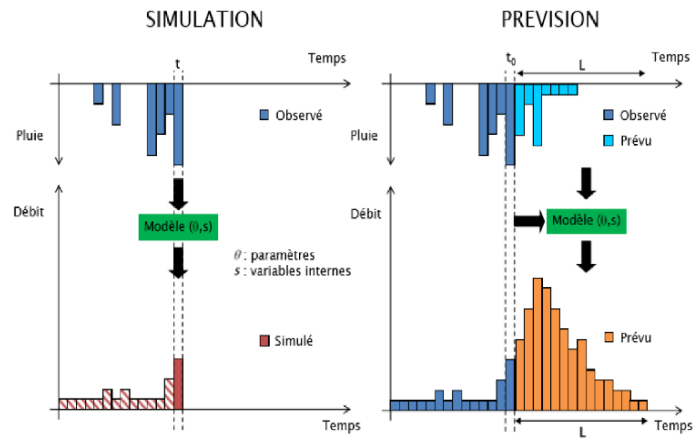 SIMULATION
Temps
t
Observé
Pluie
Débit
Modèle (θ,s)
θ : paramètres
s : variables internes
Simulé
Temps
PREVISION
Temps
t0
L
Observé
Prévu
Pluie
Débit
Modèle (θ,s)
Prévu
Temps
L